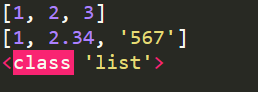 [1, 2, 3]
[1, 2.34, '567']
<class 'list'>